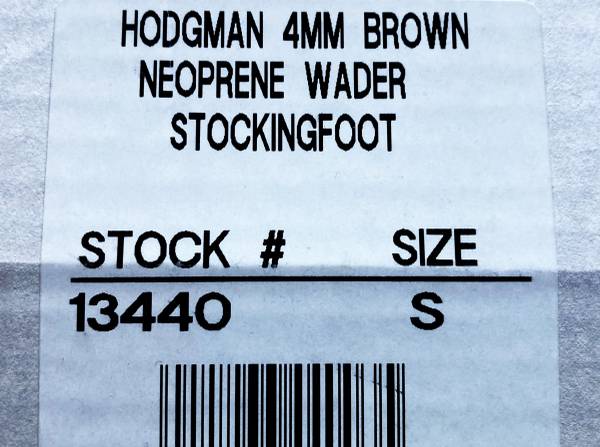 HODGMAN 4MM BROWN
NEOPRENE WADER
STOCKINGFOOT
STOCK # SIZE
13440 S